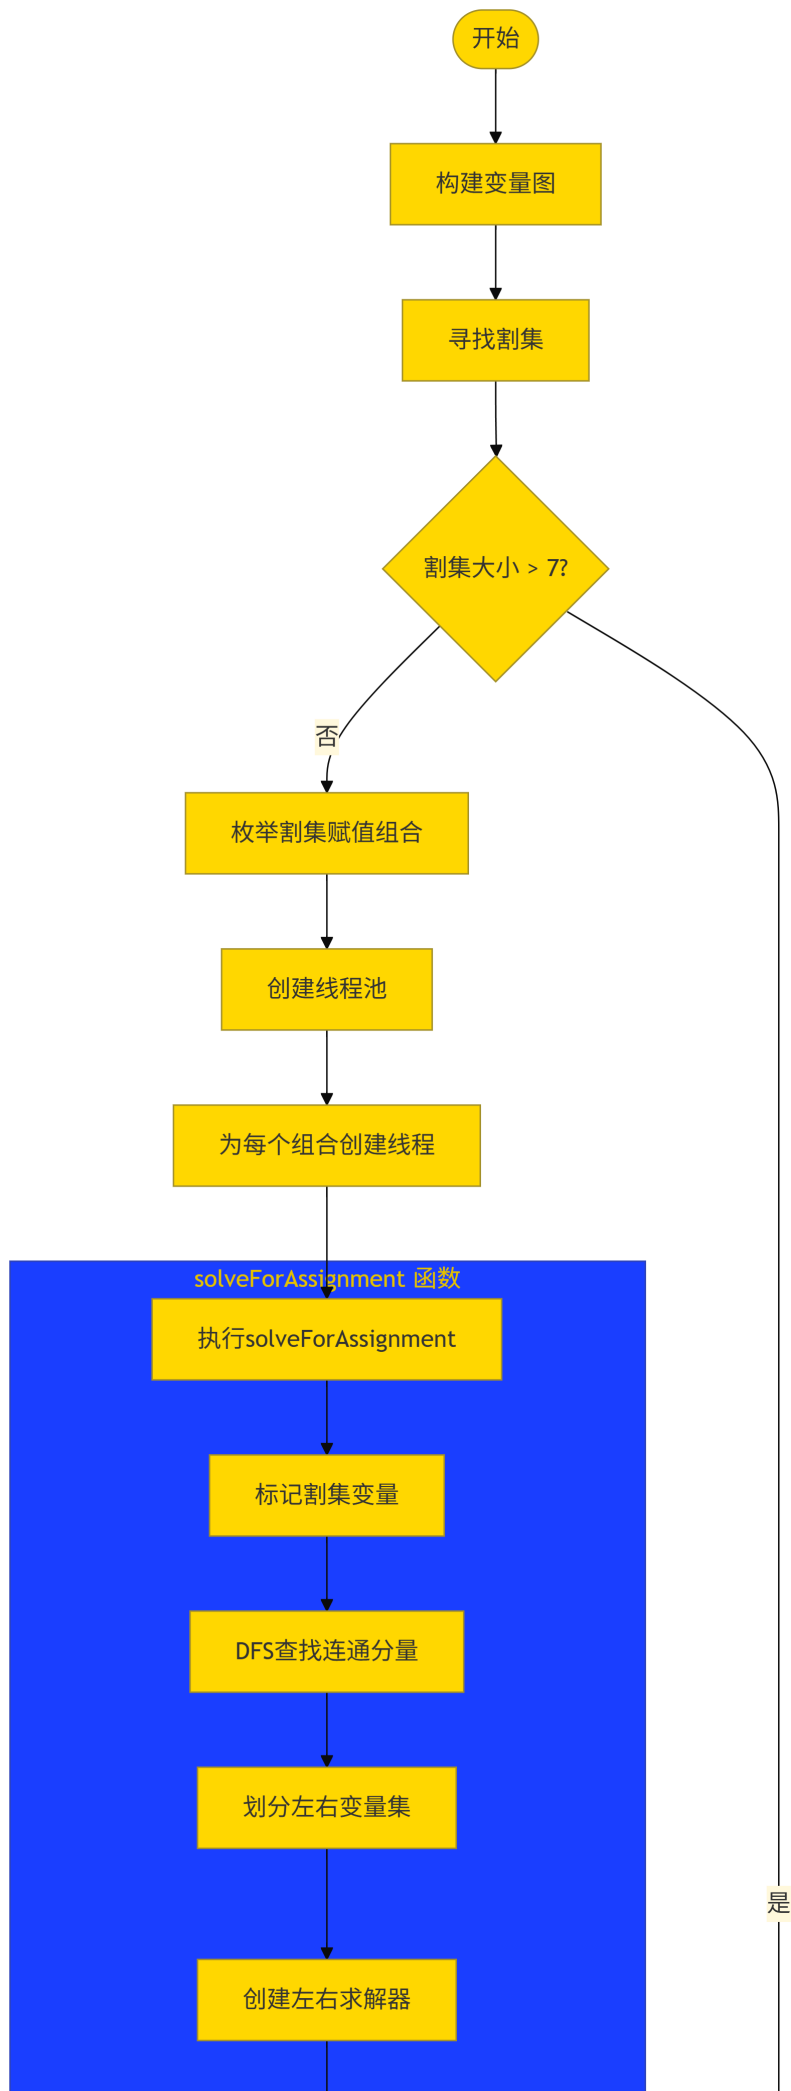 开始
构建变量图
寻找割集
割集大小 > 7?
否
枚举割集赋值组合
创建线程池
为每个组合创建线程
solveForAssignment 函数
执行solveForAssignment
标记割集变量
DFS查找连通分量
划分左右变量集
是
创建左右求解器